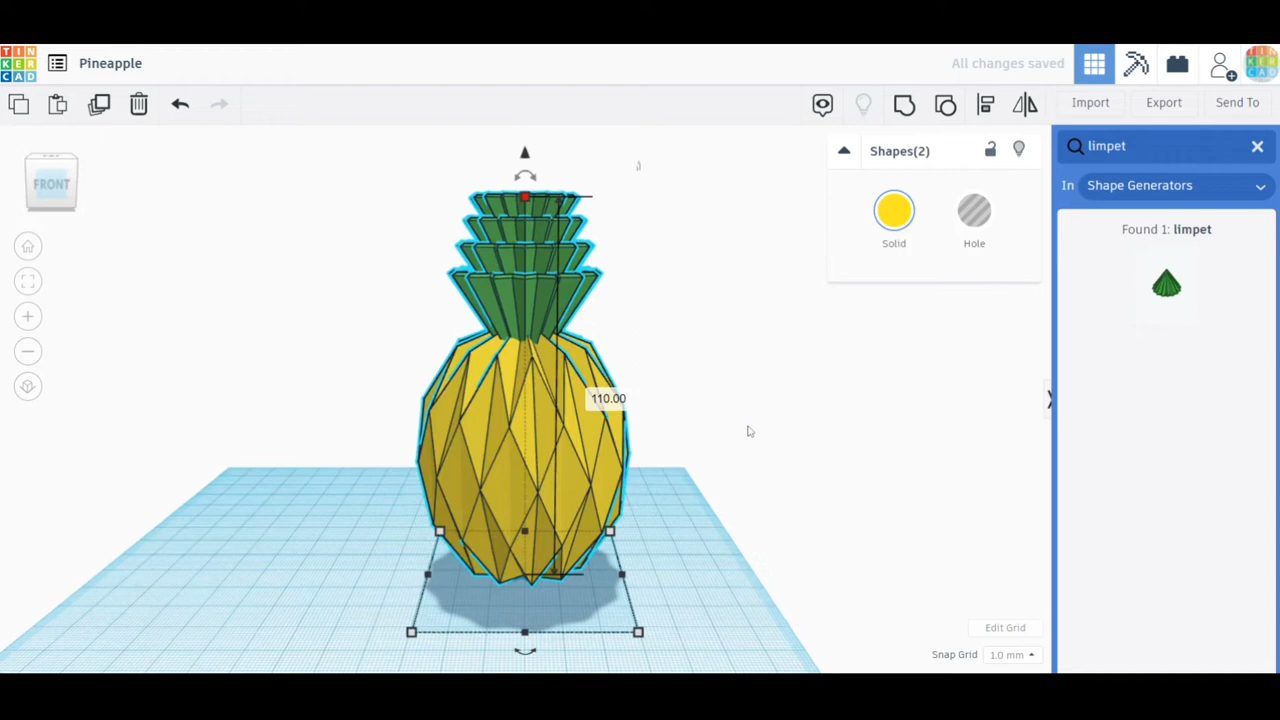 TIN
KER
CAD
Pineapple
All changes saved
Import
Export
Send To
FRONT
Shapes(2)
Solid
Hole
limpet
In Shape Generators
Found 1: limpet
110.00
Edit Grid
Snap Grid 1.0 mm